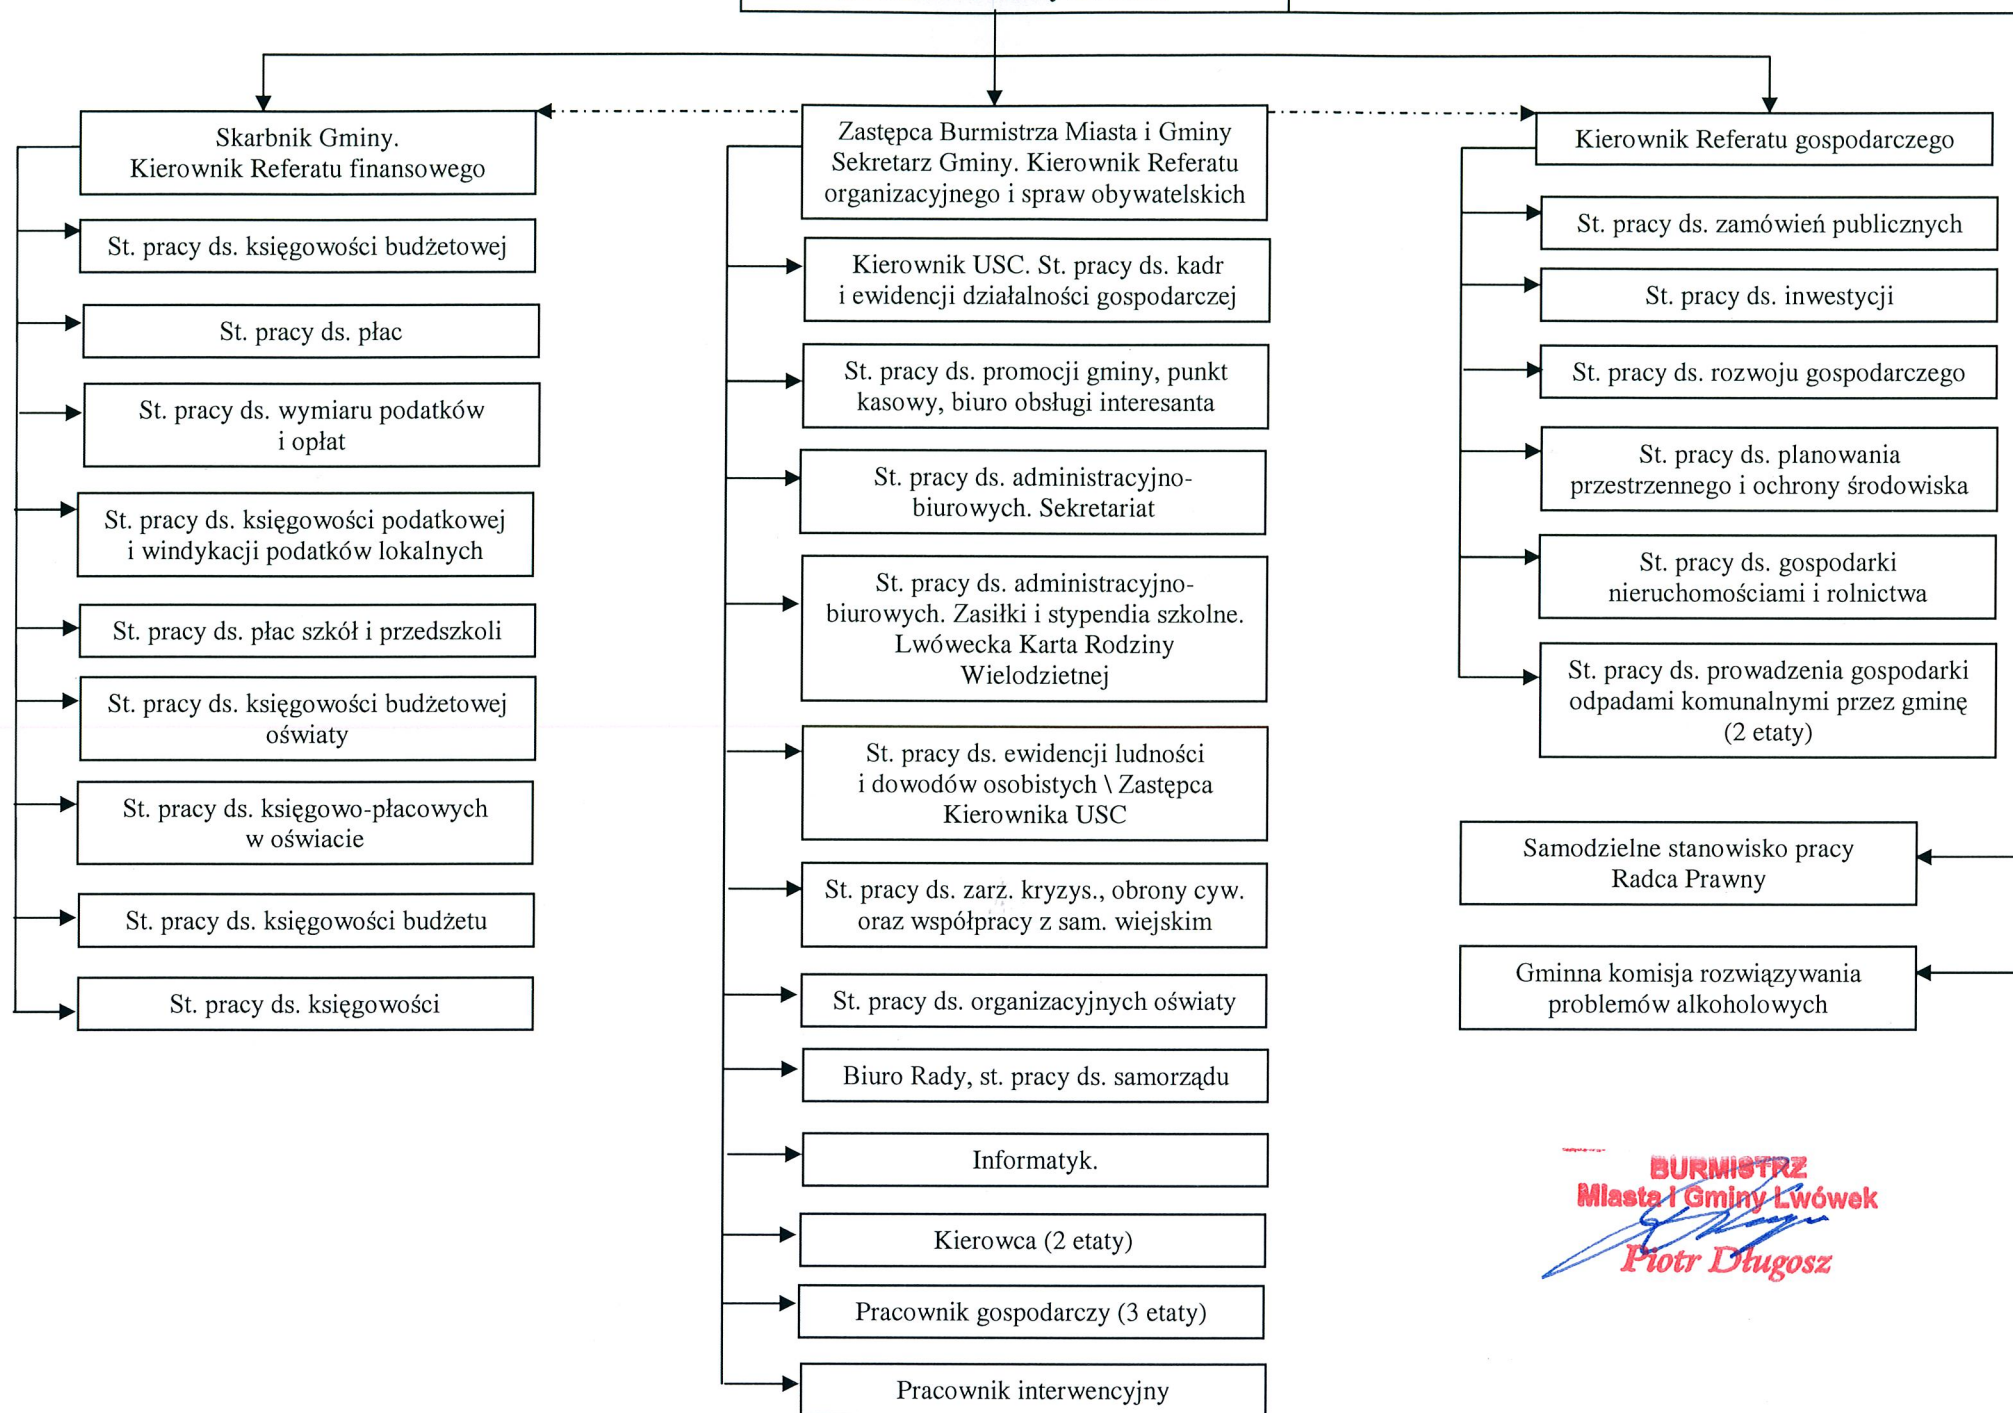 Skarbnik Gminy.
Kierownik Referatu finansowego
St. pracy ds. księgowości budżetowej
St. pracy ds. płac
St. pracy ds. wymiaru podatków
i opłat
St. pracy ds. księgowości podatkowej
i windykacji podatków lokalnych
St. pracy ds. płac szkół i przedszkoli
St. pracy ds. księgowości budżetowej
oświaty
St. pracy ds. księgowo-płacowych
w oświacie
St. pracy ds. księgowości budżetu
St. pracy ds. księgowości
Zastępca Burmistrza Miasta i Gminy
Sekretarz Gminy. Kierownik Referatu
organizacyjnego i spraw obywatelskich
Kierownik USC. St. pracy ds. kadr
i ewidencji działalności gospodarczej
St. pracy ds. promocji gminy, punkt
kasowy, biuro obsługi interesanta
St. pracy ds. administracyjno-
biurowych. Sekretariat
St. pracy ds. administracyjno-
biurowych. Zasiłki i stypendia szkolne.
Lwówecka Karta Rodziny
Wielodzietnej
St. pracy ds. ewidencji ludności
i dowodów osobistych \ Zastępca
Kierownika USC
St. pracy ds. zarz. kryzys., obrony cyw.
oraz współpracy z sam. wiejskim
St. pracy ds. organizacyjnych oświaty
Biuro Rady, st. pracy ds. samorządu
Informatyk.
Kierowca (2 etaty)
Pracownik gospodarczy (3 etaty)
Pracownik interwencyjny
Kierownik Referatu gospodarczego
St. pracy ds. zamówień publicznych
St. pracy ds. inwestycji
St. pracy ds. rozwoju gospodarczego
St. pracy ds. planowania
przestrzennego i ochrony środowiska
St. pracy ds. gospodarki
nieruchomościami i rolnictwa
St. pracy ds. prowadzenia gospodarki
odpadami komunalnymi przez gminę
(2 etaty)
Samodzielne stanowisko pracy
Radca Prawny
Gminna komisja rozwiązywania
problemów alkoholowych
BURMISTRZ
Miasta i Gminy Lwówek
Piotr Długosz